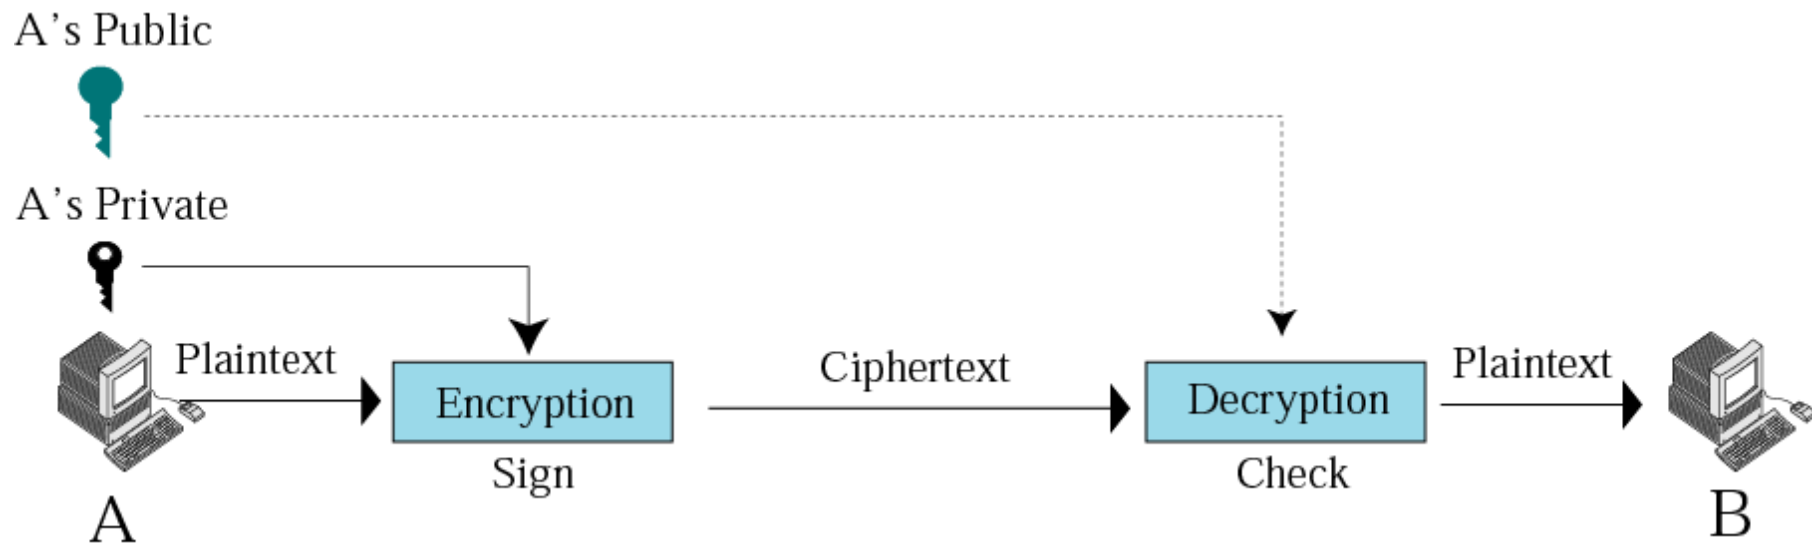 A’s Public
A’s Private
Plaintext
Encryption
Sign
Ciphertext
Decryption
Check
Plaintext
A
B